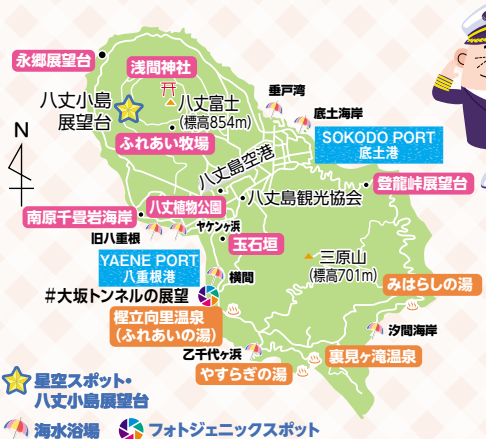 永郷展望台
浅間神社
八丈小島
展望台
八丈富士
(標高854m)
垂戸湾
底土海岸
SOKODO PORT
底土港
N
ふれあい牧場
八丈島空港
登龍峠展望台
八丈植物公園
八丈島観光協会
南原千畳岩海岸
ヤケンヶ浜
旧八重根
玉石垣
YAENE PORT
八重根港
三原山
(標高701m)
横間
みはらしの湯
#大坂トンネルの展望
樫立向里温泉
(ふれあいの湯)
汐間海岸
乙千代ヶ浜
裏見ヶ滝温泉
やすらぎの湯
星空スポット・
八丈小島展望台
海水浴場
フォトジェニックスポット